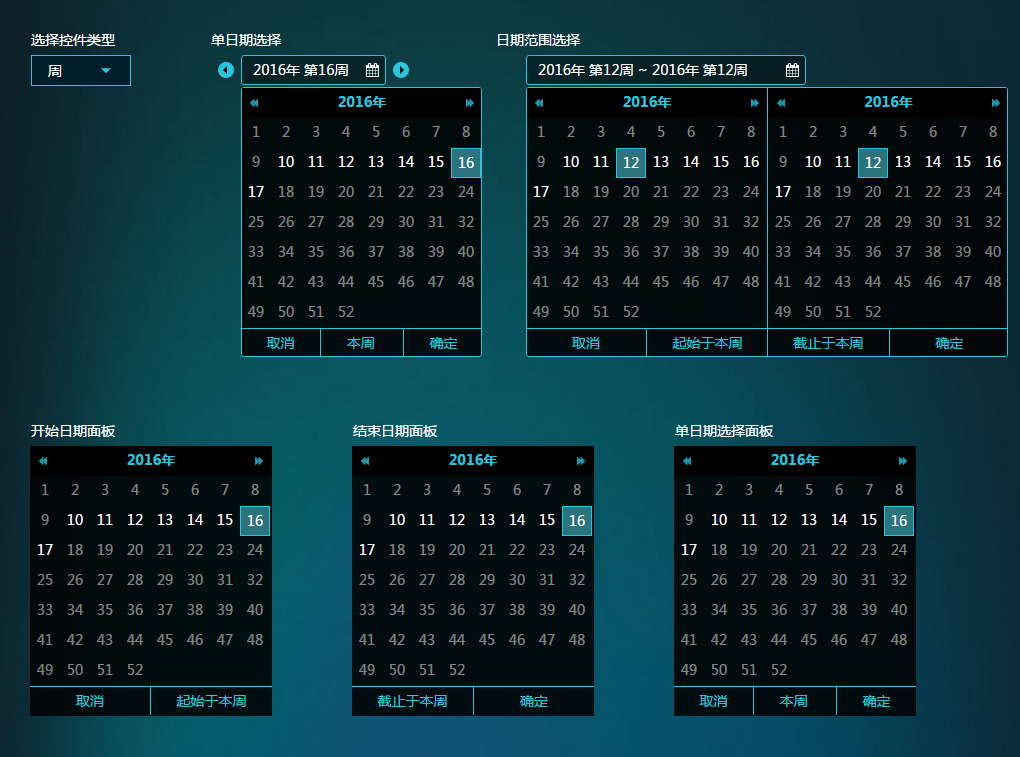 选择控件类型 单日期选择 日期范围选择
周 2016年 第16周 2016年 第12周 ~ 2016年 第12周
2016年 2016年 2016年
1 2 3 4 5 6 7 8 1 2 3 4 5 6 7 8 1 2 3 4 5 6 7 8
9 10 11 12 13 14 15 16 9 10 11 12 13 14 15 16 9 10 11 12 13 14 15 16
17 18 19 20 21 22 23 24 17 18 19 20 21 22 23 24 17 18 19 20 21 22 23 24
25 26 27 28 29 30 31 32 25 26 27 28 29 30 31 32 25 26 27 28 29 30 31 32
33 34 35 36 37 38 39 40 33 34 35 36 37 38 39 40 33 34 35 36 37 38 39 40
41 42 43 44 45 46 47 48 41 42 43 44 45 46 47 48 41 42 43 44 45 46 47 48
49 50 51 52 49 50 51 52 49 50 51 52
取消 本周 确定 取消 起始于本周 截止于本周 确定
开始日期面板 结束日期面板 单日期选择面板
2016年 2016年 2016年
1 2 3 4 5 6 7 8 1 2 3 4 5 6 7 8 1 2 3 4 5 6 7 8
9 10 11 12 13 14 15 16 9 10 11 12 13 14 15 16 9 10 11 12 13 14 15 16
17 18 19 20 21 22 23 24 17 18 19 20 21 22 23 24 17 18 19 20 21 22 23 24
25 26 27 28 29 30 31 32 25 26 27 28 29 30 31 32 25 26 27 28 29 30 31 32
33 34 35 36 37 38 39 40 33 34 35 36 37 38 39 40 33 34 35 36 37 38 39 40
41 42 43 44 45 46 47 48 41 42 43 44 45 46 47 48 41 42 43 44 45 46 47 48
49 50 51 52 49 50 51 52 49 50 51 52
取消 起始于本周 截止于本周 确定 取消 本周 确定